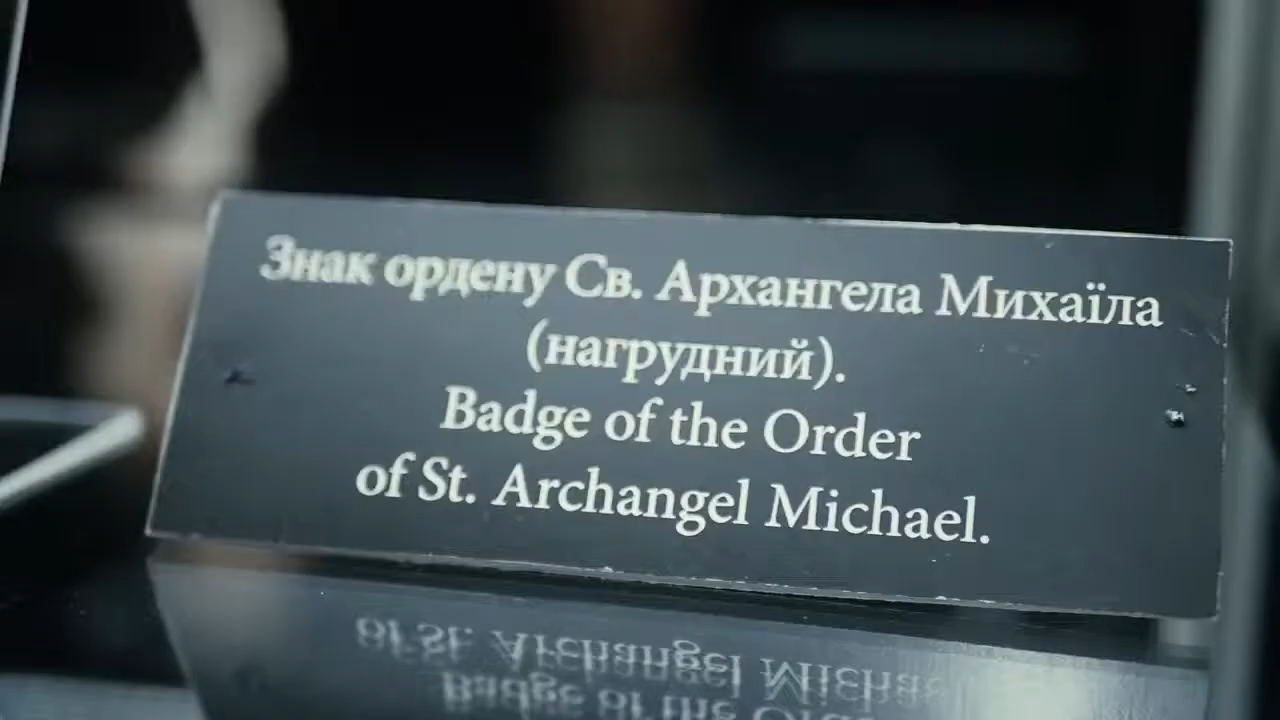 Знак ордену Св. Архангела Михаїла
(нагрудний).
Badge of the Order
of St. Archangel Michael.